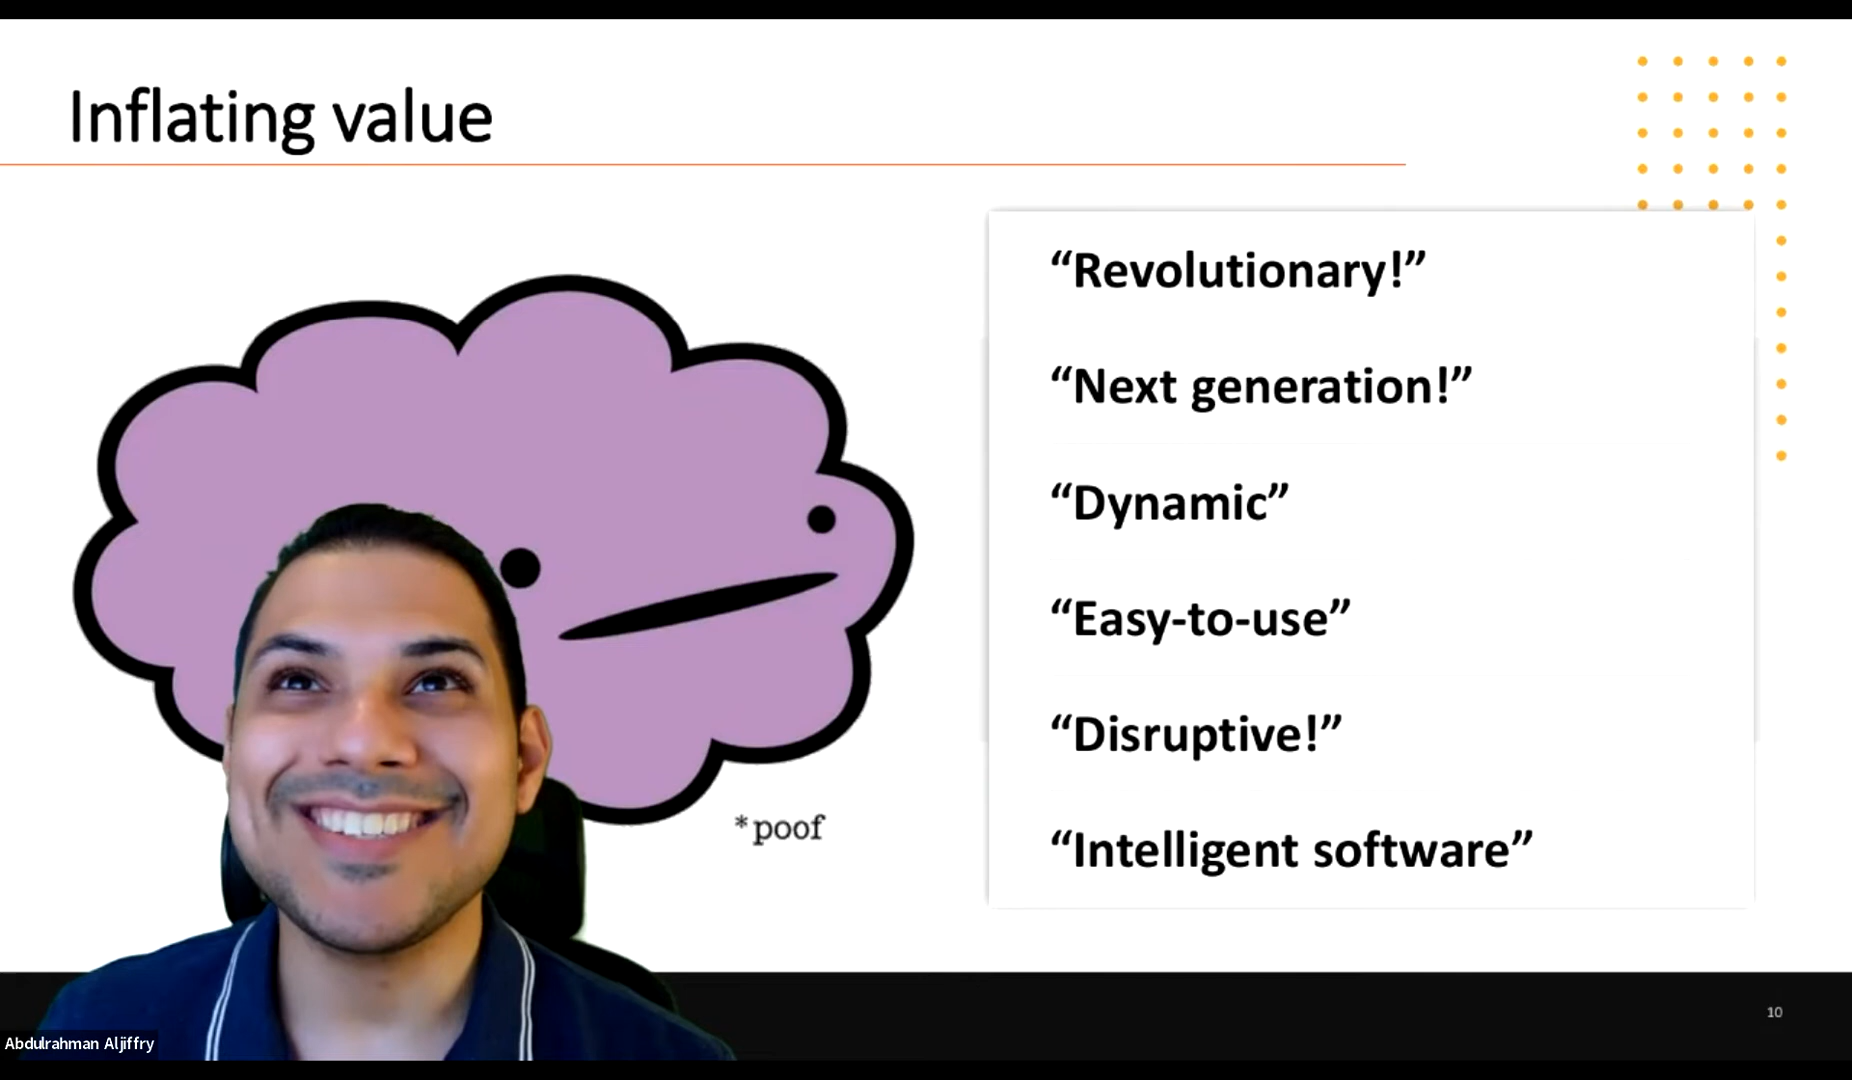 Inflating value
“Revolutionary!”
“Next generation!”
“Dynamic”
“Easy-to-use”
“Disruptive!”
“Intelligent software”
*poof
10
Abdulrahman Aljiffry